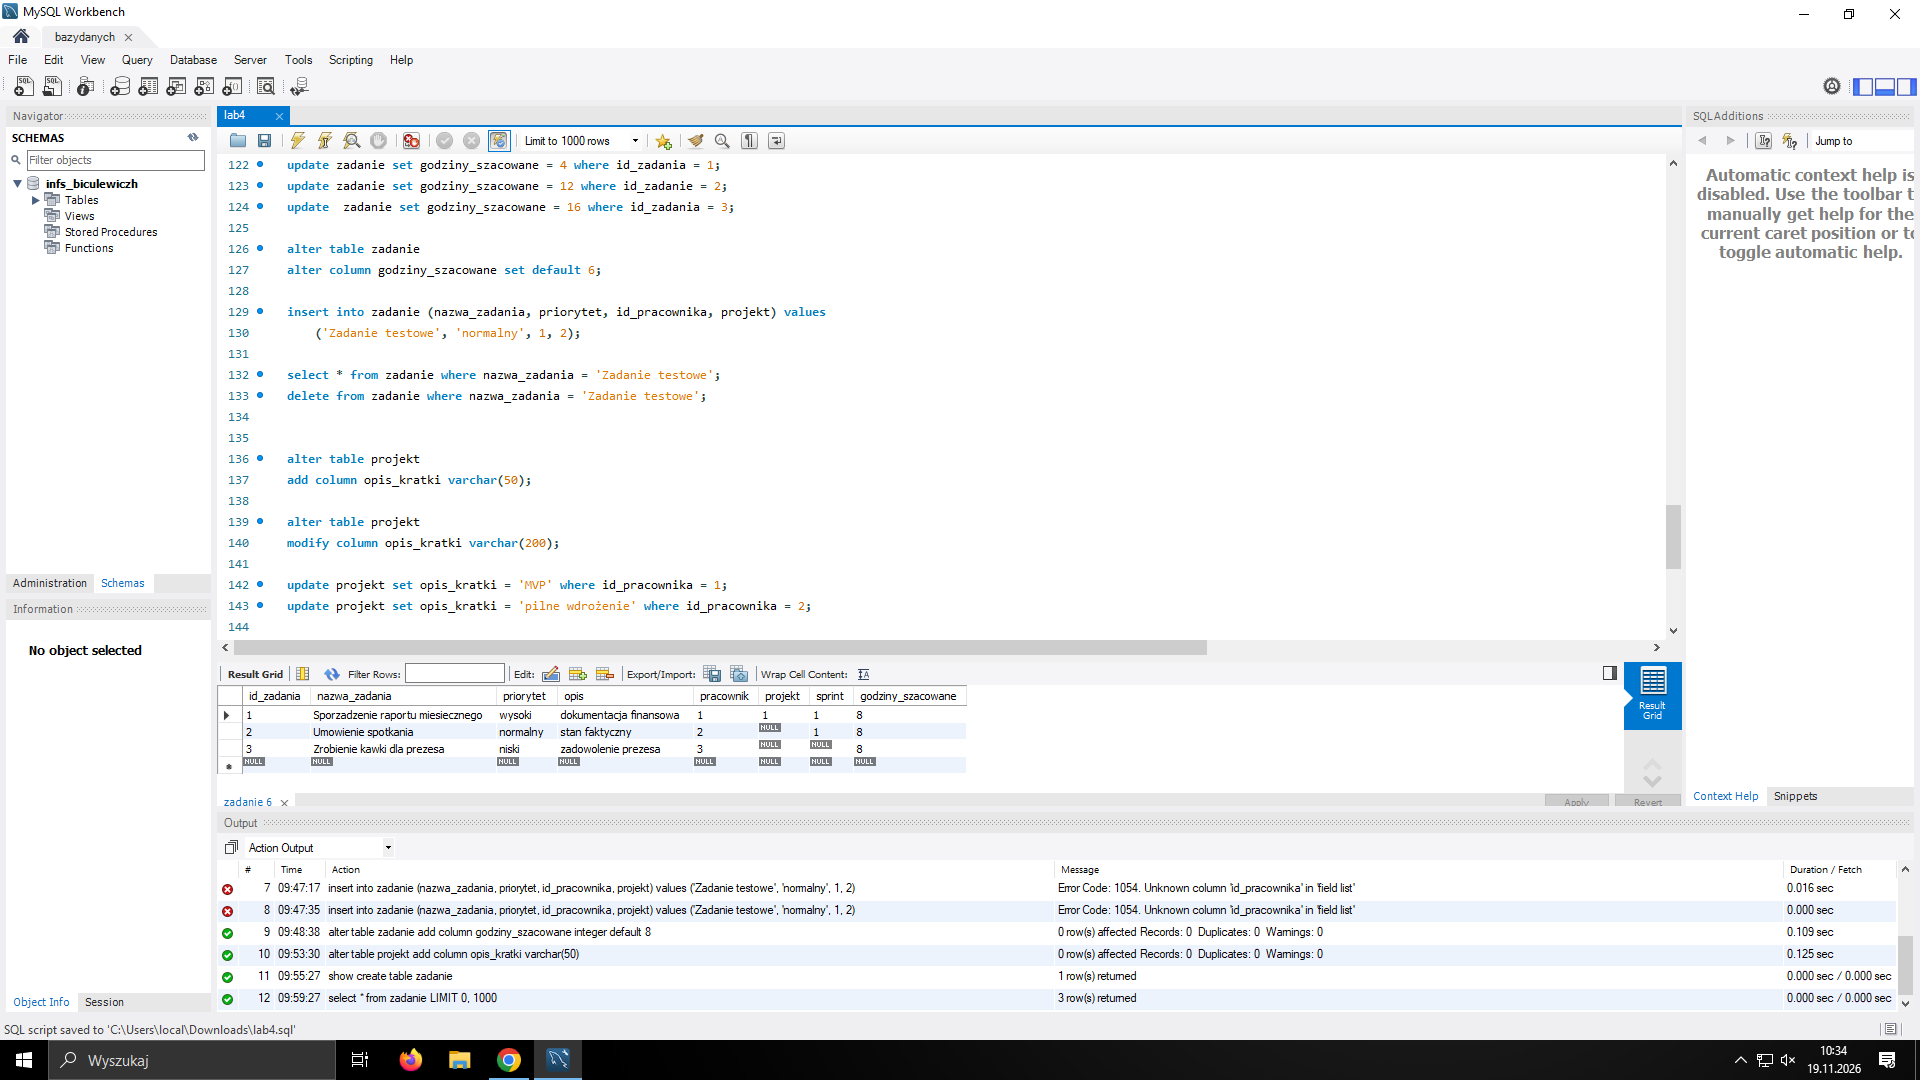 MySQL Workbench
bazydanych
File Edit View Query Database Server Tools Scripting Help
Navigator
SCHEMAS
Filter objects
infs_biculewiczh
Tables
Views
Stored Procedures
Functions
Administration Schemas
Information
No object selected
Object Info Session
lab4
Limit to 1000 rows
122 update zadanie set godziny_szacowane = 4 where id_zadania = 1;
123 update zadanie set godziny_szacowane = 12 where id_zadanie = 2;
124 update  zadanie set godziny_szacowane = 16 where id_zadania = 3;
125
126 alter table zadanie
127 alter column godziny_szacowane set default 6;
128
129 insert into zadanie (nazwa_zadania, priorytet, id_pracownika, projekt) values
130 ('Zadanie testowe', 'normalny', 1, 2);
131
132 select * from zadanie where nazwa_zadania = 'Zadanie testowe';
133 delete from zadanie where nazwa_zadania = 'Zadanie testowe';
134
135
136 alter table projekt
137 add column opis_kratki varchar(50);
138
139 alter table projekt
140 modify column opis_kratki varchar(200);
141
142 update projekt set opis_kratki = 'MVP' where id_pracownika = 1;
143 update projekt set opis_kratki = 'pilne wdrożenie' where id_pracownika = 2;
144
Result Grid Filter Rows: Edit: Export/Import: Wrap Cell Content:
id_zadania nazwa_zadania priorytet opis pracownik projekt sprint godziny_szacowane
1 Sporzadzenie raportu miesiecznego wysoki dokumentacja finansowa 1 1 1 8
2 Umowienie spotkania normalny stan faktyczny 2 NULL 1 8
3 Zrobienie kawki dla prezesa niski zadowolenie prezesa 3 NULL NULL 8
NULL NULL NULL NULL NULL NULL NULL NULL
Result Grid
zadanie 6
Apply Revert
Output
Action Output
# Time Action Message Duration / Fetch
7 09:47:17 insert into zadanie (nazwa_zadania, priorytet, id_pracownika, projekt) values ('Zadanie testowe', 'normalny', 1, 2) Error Code: 1054. Unknown column 'id_pracownika' in 'field list' 0.016 sec
8 09:47:35 insert into zadanie (nazwa_zadania, priorytet, id_pracownika, projekt) values ('Zadanie testowe', 'normalny', 1, 2) Error Code: 1054. Unknown column 'id_pracownika' in 'field list' 0.000 sec
9 09:48:38 alter table zadanie add column godziny_szacowane integer default 8 0 row(s) affected Records: 0  Duplicates: 0  Warnings: 0 0.109 sec
10 09:53:30 alter table projekt add column opis_kratki varchar(50) 0 row(s) affected Records: 0  Duplicates: 0  Warnings: 0 0.125 sec
11 09:55:27 show create table zadanie 1 row(s) returned 0.000 sec / 0.000 sec
12 09:59:27 select * from zadanie LIMIT 0, 1000 3 row(s) returned 0.000 sec / 0.000 sec
SQLAdditions
Jump to
Automatic context help is
disabled. Use the toolbar t
manually get help for the
current caret position or to
toggle automatic help.
Context Help Snippets
SQL script saved to 'C:\Users\local\Downloads\lab4.sql'
Wyszukaj
10:34
19.11.2026